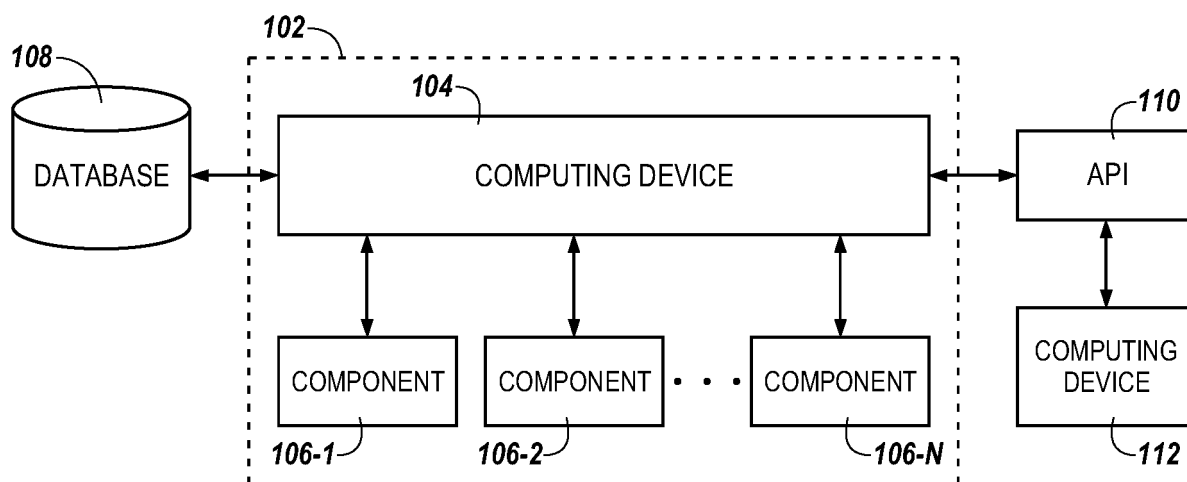 102
108
104
110
DATABASE
COMPUTING DEVICE
API
COMPONENT
COMPONENT
COMPONENT
COMPUTING
DEVICE
106-1
106-2
106-N
112